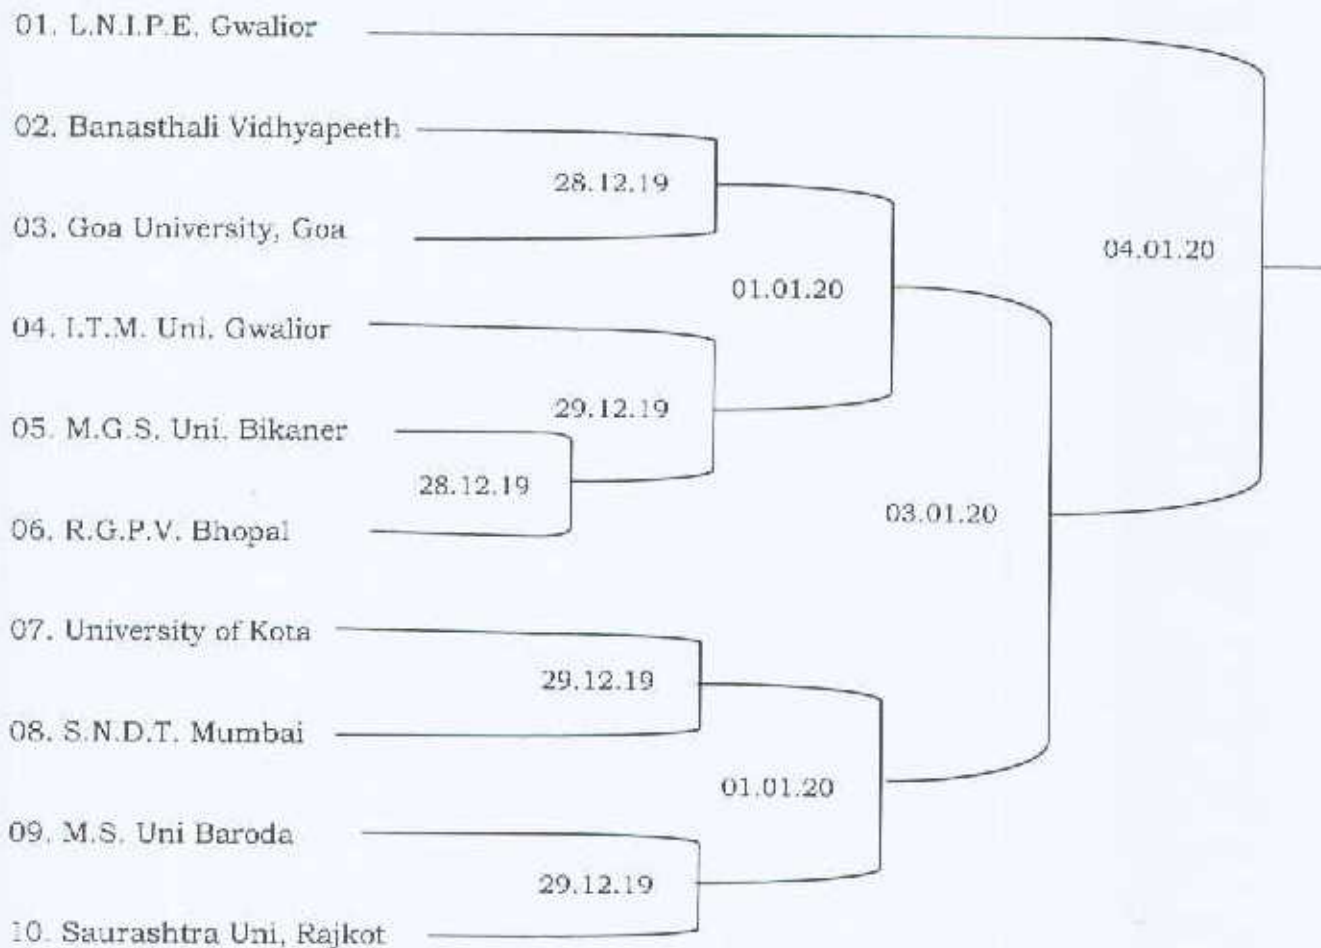 01. L.N.I.P.E. Gwalior
02. Banasthali Vidhyapeeth
28.12.19
03. Goa University, Goa
04.01.20
01.01.20
04. I.T.M. Uni. Gwalior
29.12.19
05. M.G.S. Uni. Bikaner
28.12.19
03.01.20
06. R.G.P.V. Bhopal
07. University of Kota
29.12.19
08. S.N.D.T. Mumbai
01.01.20
09. M.S. Uni Baroda
29.12.19
10. Saurashtra Uni, Rajkot